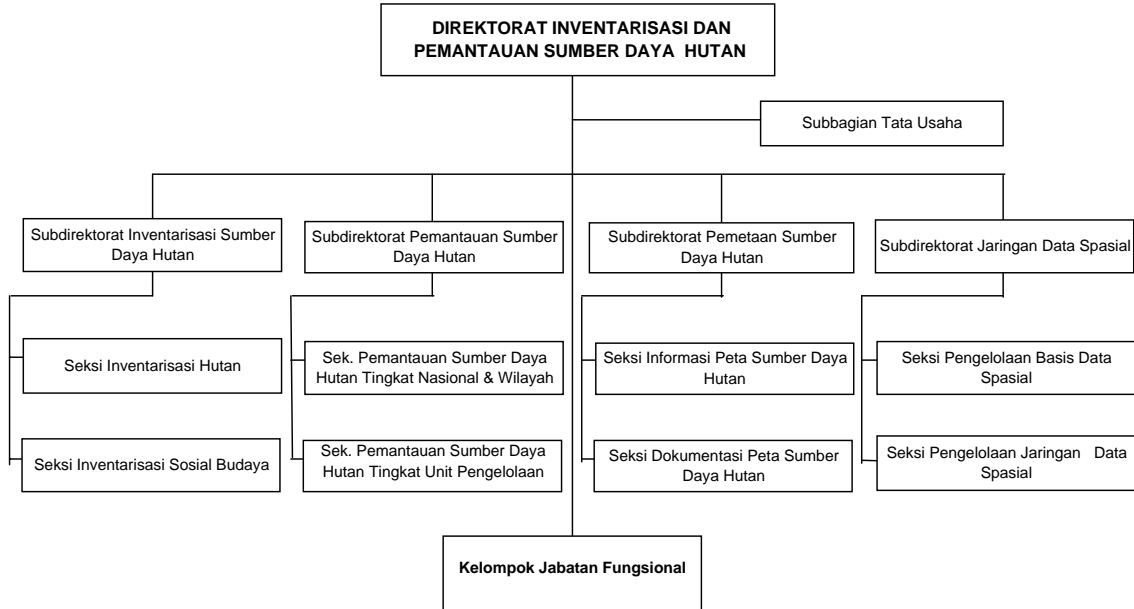 DIREKTORAT INVENTARISASI DAN
PEMANTAUAN SUMBER DAYA HUTAN
Subbagian Tata Usaha
Subdirektorat Inventarisasi Sumber
Daya Hutan
Subdirektorat Pemantauan Sumber
Daya Hutan
Subdirektorat Pemetaan Sumber
Daya Hutan
Subdirektorat Jaringan Data Spasial
Seksi Inventarisasi Hutan
Sek. Pemantauan Sumber Daya
Hutan Tingkat Nasional & Wilayah
Seksi Informasi Peta Sumber Daya
Hutan
Seksi Pengelolaan Basis Data
Spasial
Seksi Inventarisasi Sosial Budaya
Sek. Pemantauan Sumber Daya
Hutan Tingkat Unit Pengelolaan
Seksi Dokumentasi Peta Sumber
Daya Hutan
Seksi Pengelolaan Jaringan Data
Spasial
Kelompok Jabatan Fungsional